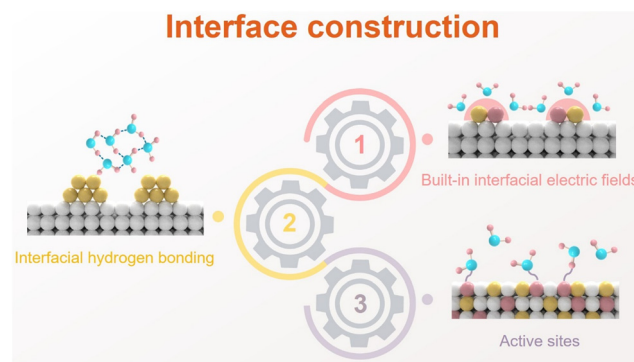 Interface construction
1
Built-in interfacial electric fields
2
Interfacial hydrogen bonding
3
Active sites